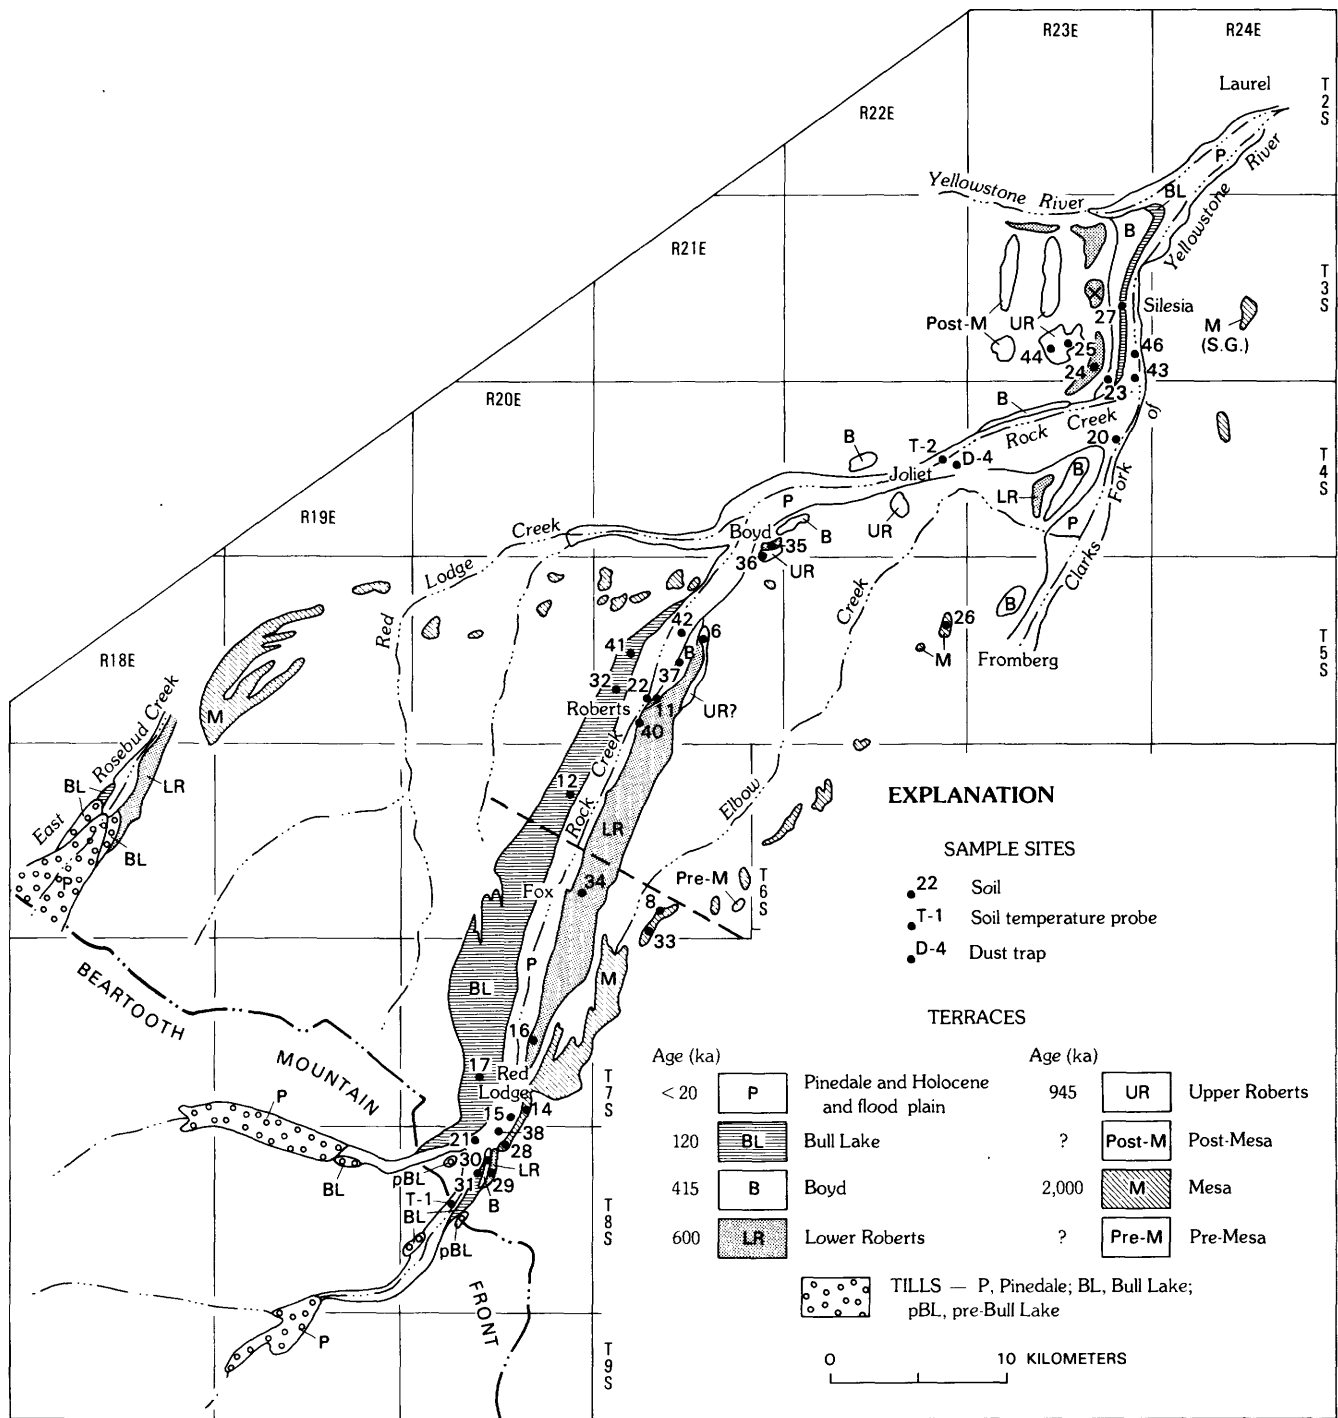 R23E
R24E
Laurel
T
2
S
R22E
P
Yellowstone River
BL
Yellowstone River
B
R21E
T
3
S
Silesia
27
Post-M
UR
M
(S.G.)
25
44
46
24
43
23
R20E
B
Rock Creek
Clarks Fork of
B
T-2
D-4
20
Joliet
B
T
4
S
LR
P
UR
P
R19E
Creek
Boyd
B
35
36
UR
Lodge
Red
Creek
B
26
42
6
41
B
M
Fromberg
T
5
S
R18E
37
32
22
Roberts
11
UR?
M
40
Rosebud Creek
East
BL
LR
BL
P
12
Rock Creek
Elbow
LR
Pre-M
T
6
S
Fox
34
8
33
P
BL
M
BEARTOOTH
MOUNTAIN
FRONT
16
17
Red
Lodge
T
7
S
P
15
14
38
21
28
30
LR
pBL
BL
31
29
T-1
B
BL
pBL
T
8
S
P
T
9
S
EXPLANATION
SAMPLE SITES
22 Soil
T-1 Soil temperature probe
D-4 Dust trap
TERRACES
Age (ka)
< 20 P Pinedale and Holocene
and flood plain
120 BL Bull Lake
415 B Boyd
600 LR Lower Roberts
Age (ka)
945 UR Upper Roberts
? Post-M Post-Mesa
2,000 M Mesa
? Pre-M Pre-Mesa
TILLS — P, Pinedale; BL, Bull Lake;
pBL, pre-Bull Lake
0 10 KILOMETERS